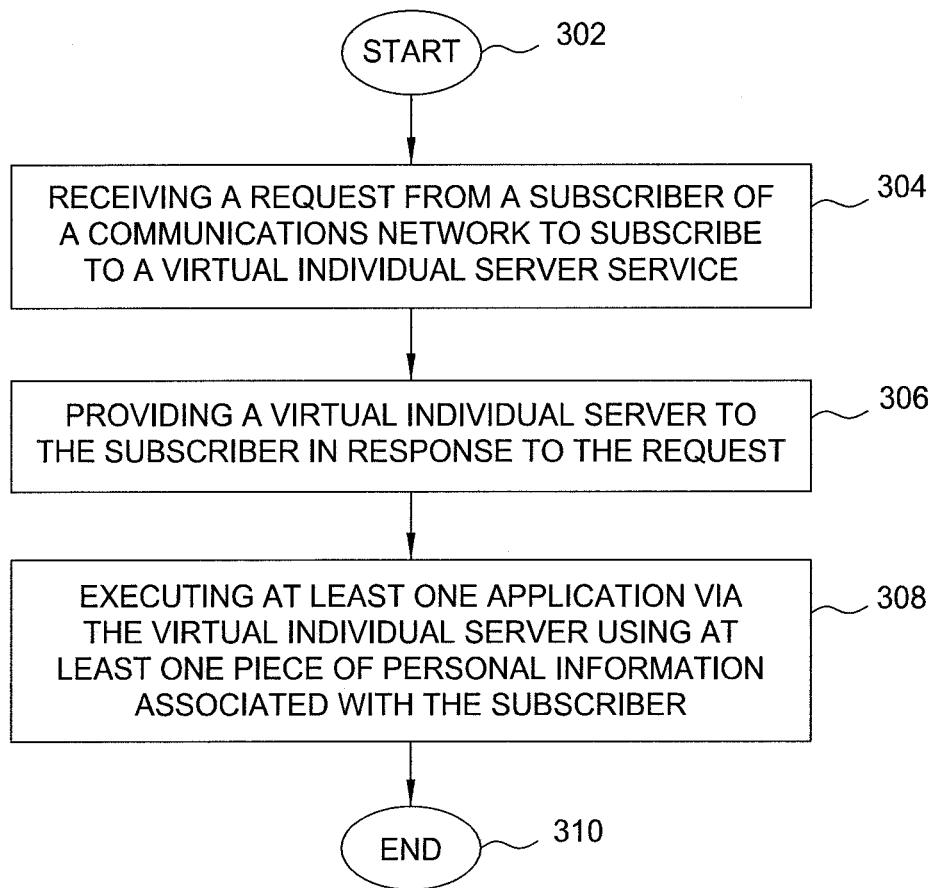 START
302
RECEIVING A REQUEST FROM A SUBSCRIBER OF
A COMMUNICATIONS NETWORK TO SUBSCRIBE
TO A VIRTUAL INDIVIDUAL SERVER SERVICE
304
PROVIDING A VIRTUAL INDIVIDUAL SERVER TO
THE SUBSCRIBER IN RESPONSE TO THE REQUEST
306
EXECUTING AT LEAST ONE APPLICATION VIA
THE VIRTUAL INDIVIDUAL SERVER USING AT
LEAST ONE PIECE OF PERSONAL INFORMATION
ASSOCIATED WITH THE SUBSCRIBER
308
END
310